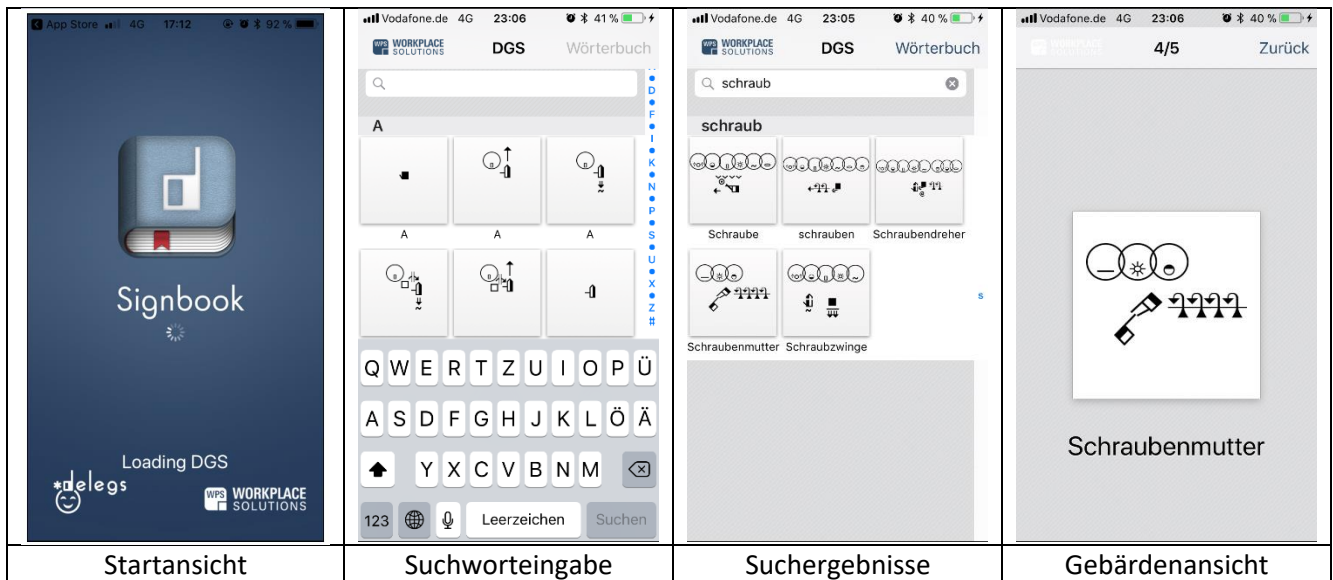 App Store 4G 17:12 92 %
Signbook
Loading DGS
delegs
WPS WORKPLACE SOLUTIONS
Startansicht
Vodafone.de 4G 23:06 41 %
WPS WORKPLACE SOLUTIONS DGS Wörterbuch
A
D
F
I
K
N
P
S
U
X
Z
#
A A A
Q W E R T Z U I O P Ü
A S D F G H J K L Ö Ä
Y X C V B N M
123 Leerzeichen Suchen
Suchworteingabe
Vodafone.de 4G 23:05 40 %
WPS WORKPLACE SOLUTIONS DGS Wörterbuch
schraub
schraub
Schraube schrauben Schraubendreher
s
Schraubenmutter Schraubzwinge
Suchergebnisse
Vodafone.de 4G 23:06 40 %
WPS WORKPLACE SOLUTIONS 4/5 Zurück
Schraubenmutter
Gebärdenansicht